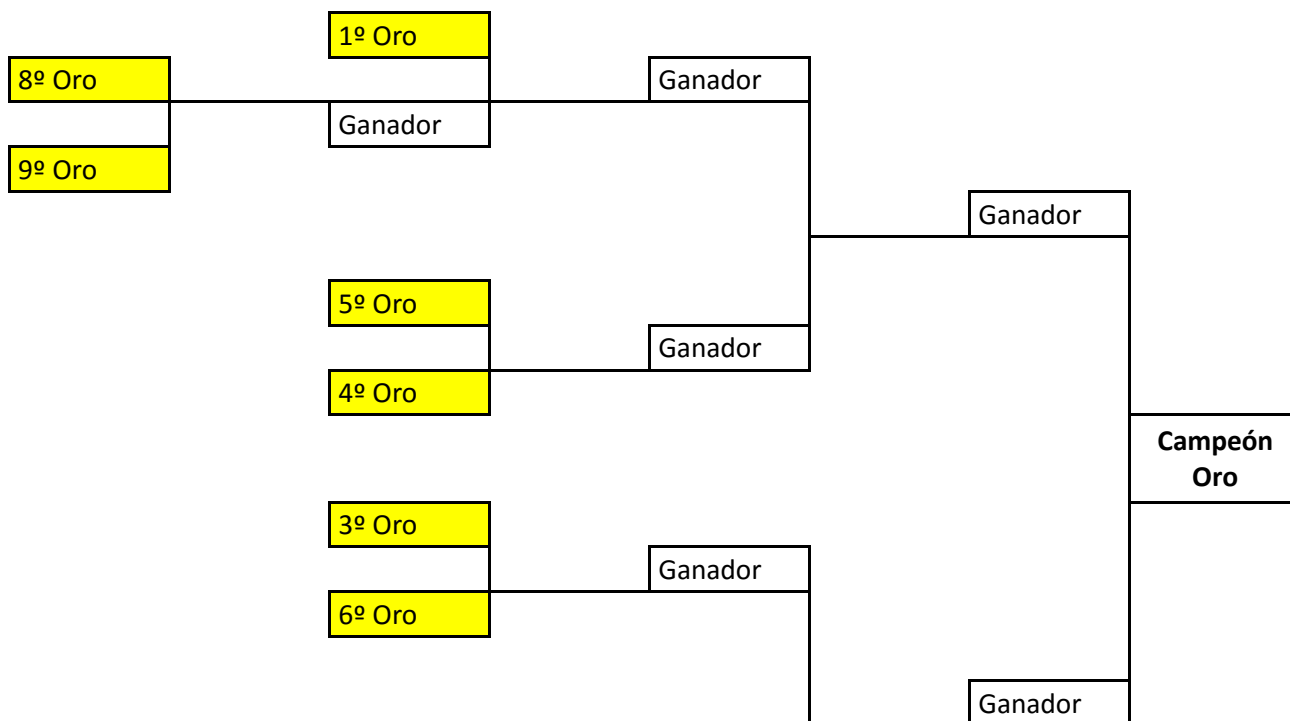 1º Oro
8º Oro
Ganador
Ganador
9º Oro
Ganador
5º Oro
Ganador
4º Oro
Campeón
Oro
3º Oro
Ganador
6º Oro
Ganador